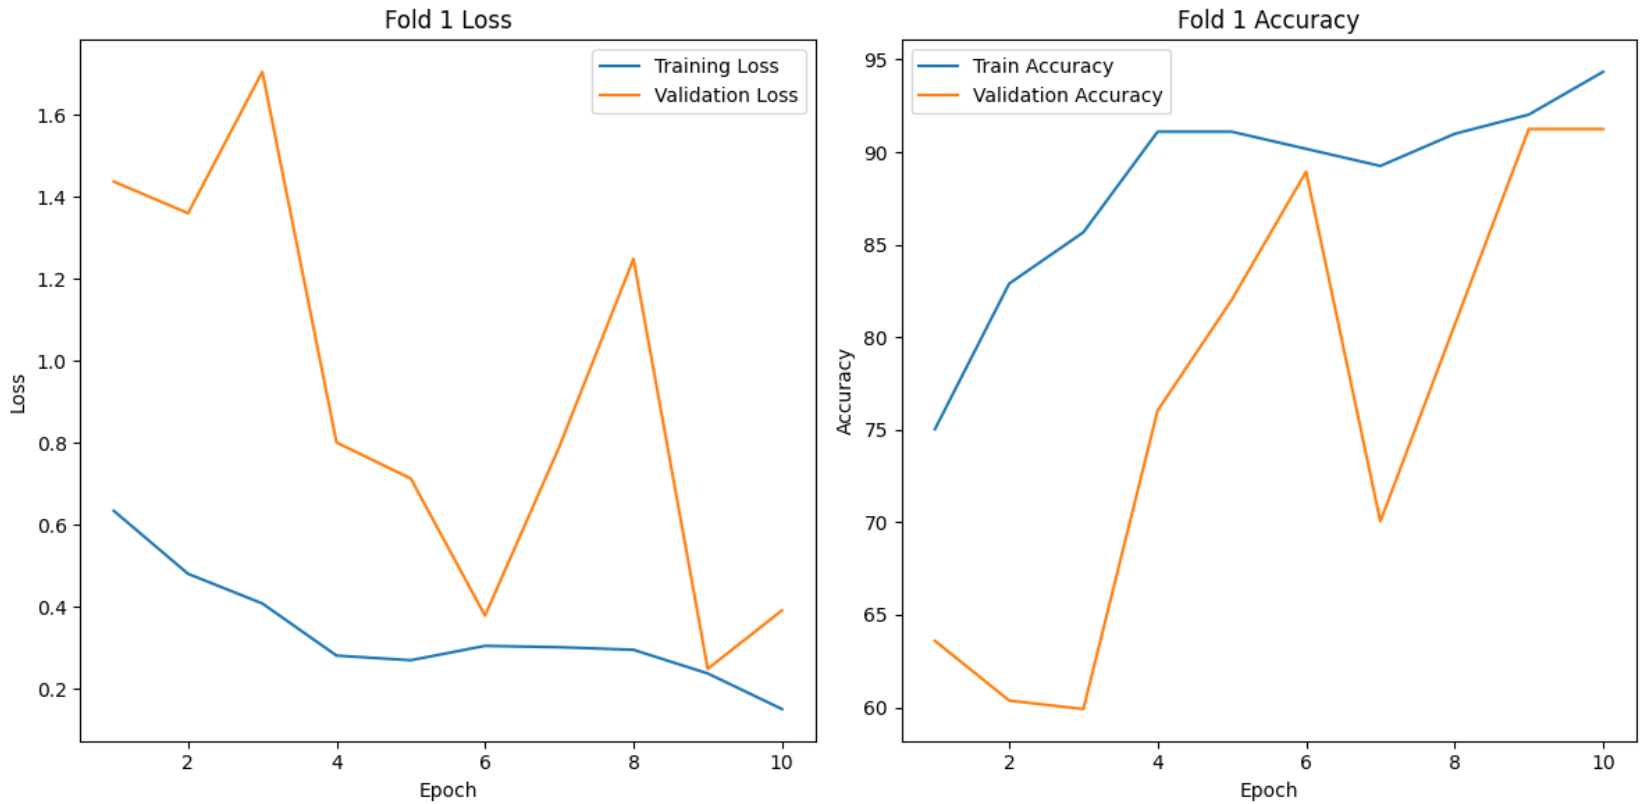 Fold 1 Loss
Training Loss
Validation Loss
1.6
1.4
1.2
1.0
0.8
0.6
0.4
0.2
Loss
2 4 6 8 10
Epoch
Fold 1 Accuracy
Train Accuracy
Validation Accuracy
95
90
85
80
75
70
65
60
Accuracy
2 4 6 8 10
Epoch